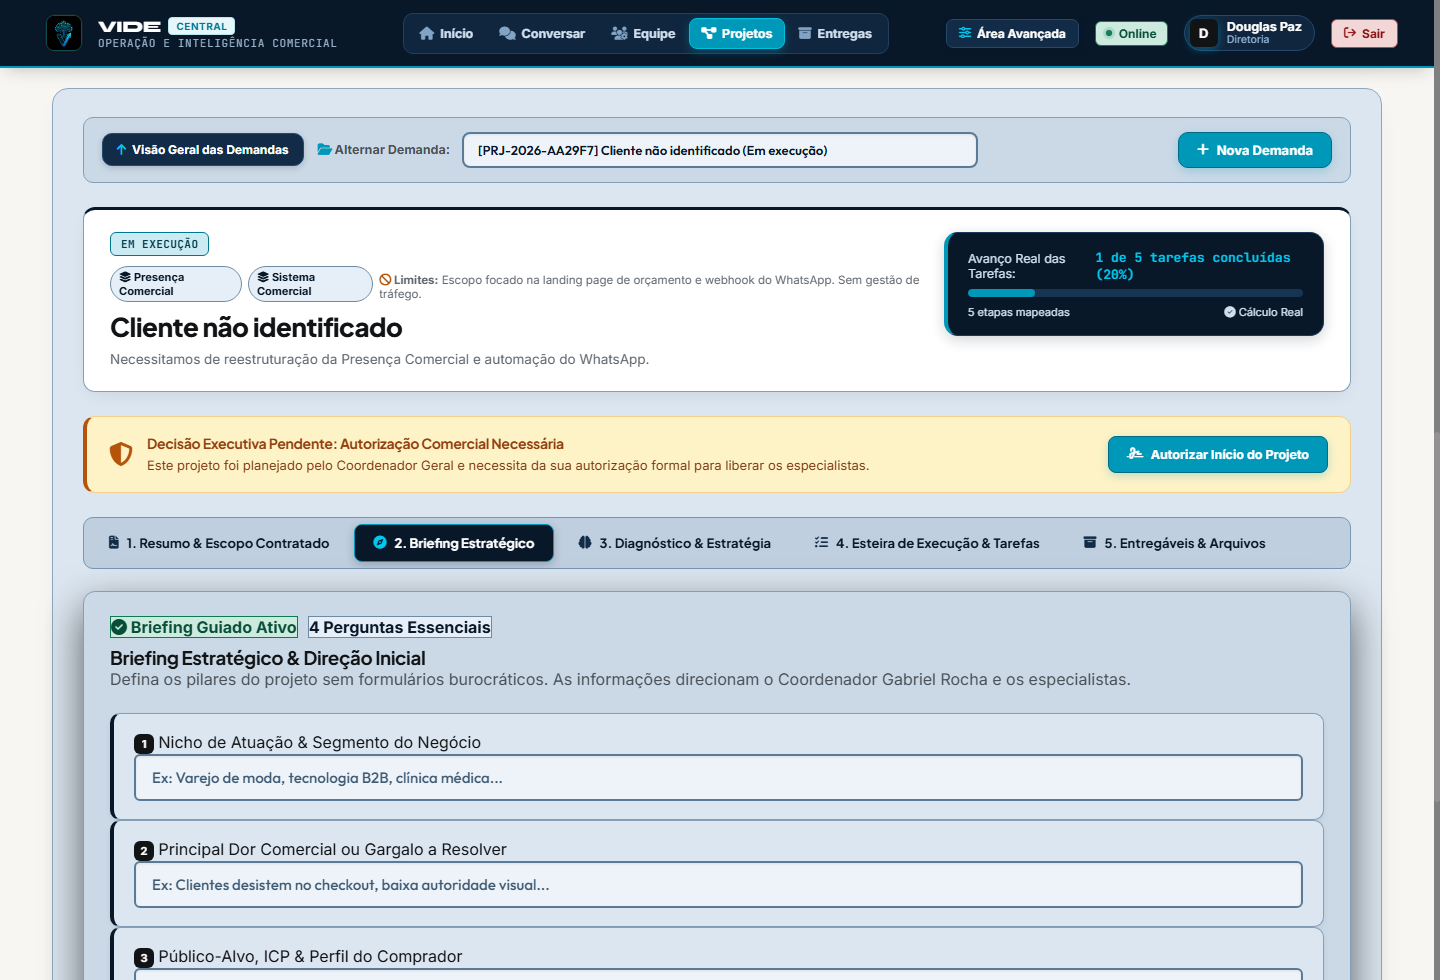 VIDE CENTRAL
OPERAÇÃO E INTELIGÊNCIA COMERCIAL
Início
Conversar
Equipe
Projetos
Entregas
Área Avançada
Online
D
Douglas Paz
Diretoria
Sair
Visão Geral das Demandas
Alternar Demanda:
[PRJ-2026-AA29F7] Cliente não identificado (Em execução)
Nova Demanda
EM EXECUÇÃO
Presença
Comercial
Sistema
Comercial
Limites: Escopo focado na landing page de orçamento e webhook do WhatsApp. Sem gestão de
tráfego.
Cliente não identificado
Necessitamos de reestruturação da Presença Comercial e automação do WhatsApp.
Avanço Real das
Tarefas:
1 de 5 tarefas concluídas
(20%)
5 etapas mapeadas
Cálculo Real
Decisão Executiva Pendente: Autorização Comercial Necessária
Este projeto foi planejado pelo Coordenador Geral e necessita da sua autorização formal para liberar os especialistas.
Autorizar Início do Projeto
1. Resumo & Escopo Contratado
2. Briefing Estratégico
3. Diagnóstico & Estratégia
4. Esteira de Execução & Tarefas
5. Entregáveis & Arquivos
Briefing Guiado Ativo
4 Perguntas Essenciais
Briefing Estratégico & Direção Inicial
Defina os pilares do projeto sem formulários burocráticos. As informações direcionam o Coordenador Gabriel Rocha e os especialistas.
1 Nicho de Atuação & Segmento do Negócio
Ex: Varejo de moda, tecnologia B2B, clínica médica...
2 Principal Dor Comercial ou Gargalo a Resolver
Ex: Clientes desistem no checkout, baixa autoridade visual...
3 Público-Alvo, ICP & Perfil do Comprador